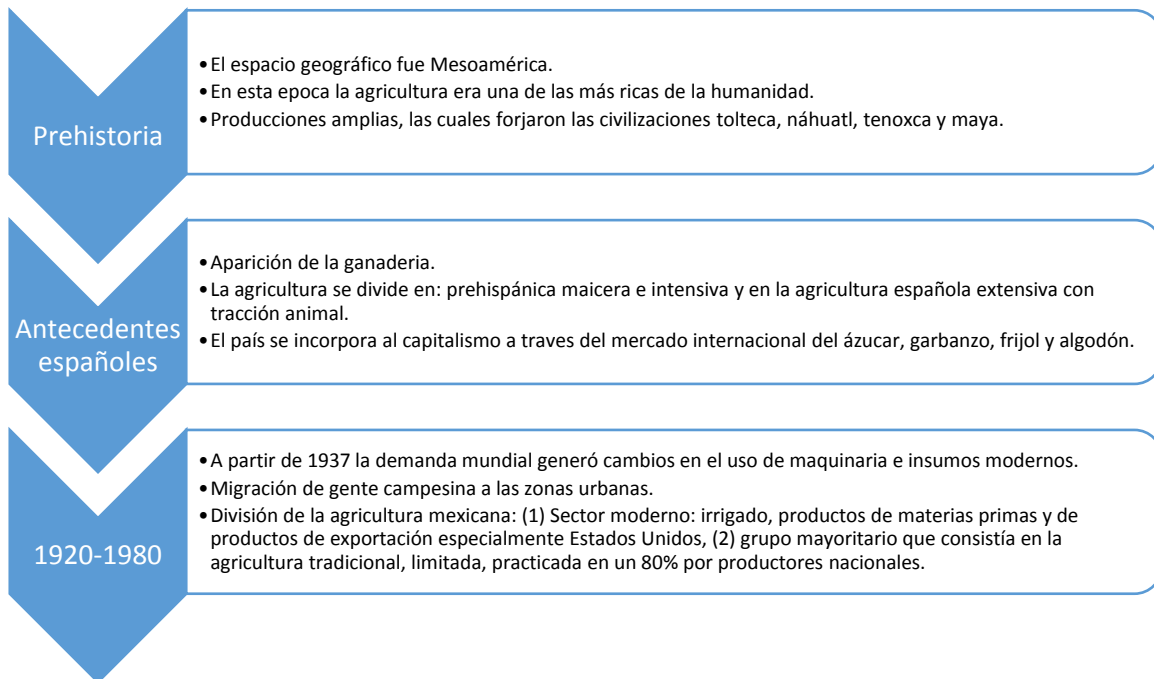 Prehistoria
•El espacio geográfico fue Mesoamérica.
•En esta epoca la agricultura era una de las más ricas de la humanidad.
•Producciones amplias, las cuales forjaron las civilizaciones tolteca, náhuatl, tenoxca y maya.
Antecedentes
españoles
•Aparición de la ganaderia.
•La agricultura se divide en: prehispánica maicera e intensiva y en la agricultura española extensiva con
tracción animal.
•El país se incorpora al capitalismo a traves del mercado internacional del ázucar, garbanzo, frijol y algodón.
1920-1980
•A partir de 1937 la demanda mundial generó cambios en el uso de maquinaria e insumos modernos.
•Migración de gente campesina a las zonas urbanas.
•División de la agricultura mexicana: (1) Sector moderno: irrigado, productos de materias primas y de
productos de exportación especialmente Estados Unidos, (2) grupo mayoritario que consistía en la
agricultura tradicional, limitada, practicada en un 80% por productores nacionales.